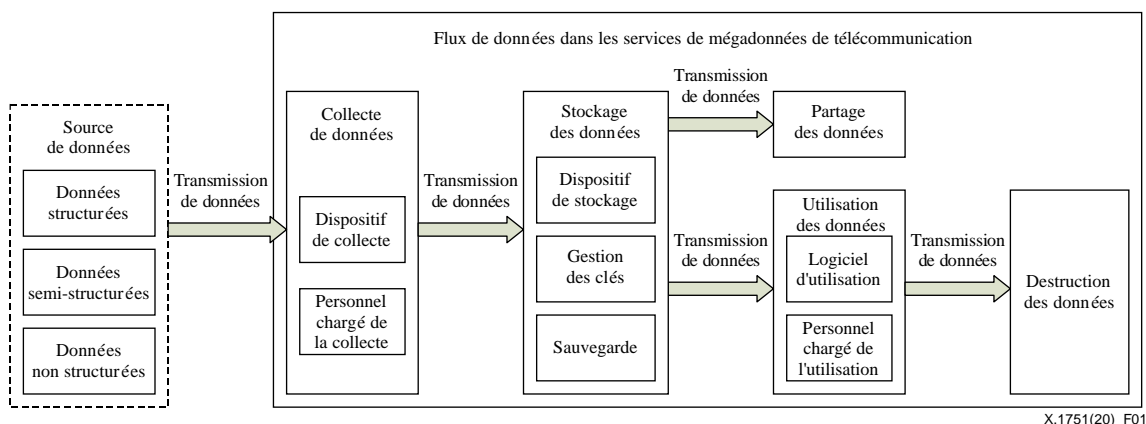 Flux de données dans les services de mégadonnées de télécommunication
Source
de données
Données
structurées
Données
semi-structurées
Données
non structurées
Transmission
de données
Collecte
de données
Dispositif
de collecte
Personnel
chargé de
la collecte
Transmission
de données
Stockage
des données
Dispositif
de stockage
Gestion
des clés
Sauvegarde
Transmission
de données
Partage
des données
Transmission
de données
Utilisation
des données
Logiciel
d'utilisation
Personnel
chargé de
l'utilisation
Transmission
de données
Destruction
des données
X.1751(20)_F01